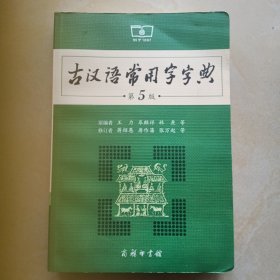 古汉语常用字字典
第5版
原编者 王力 岑麒祥 林焘 等
修订者 蒋绍愚 唐作藩 张万起 等
商务印书馆